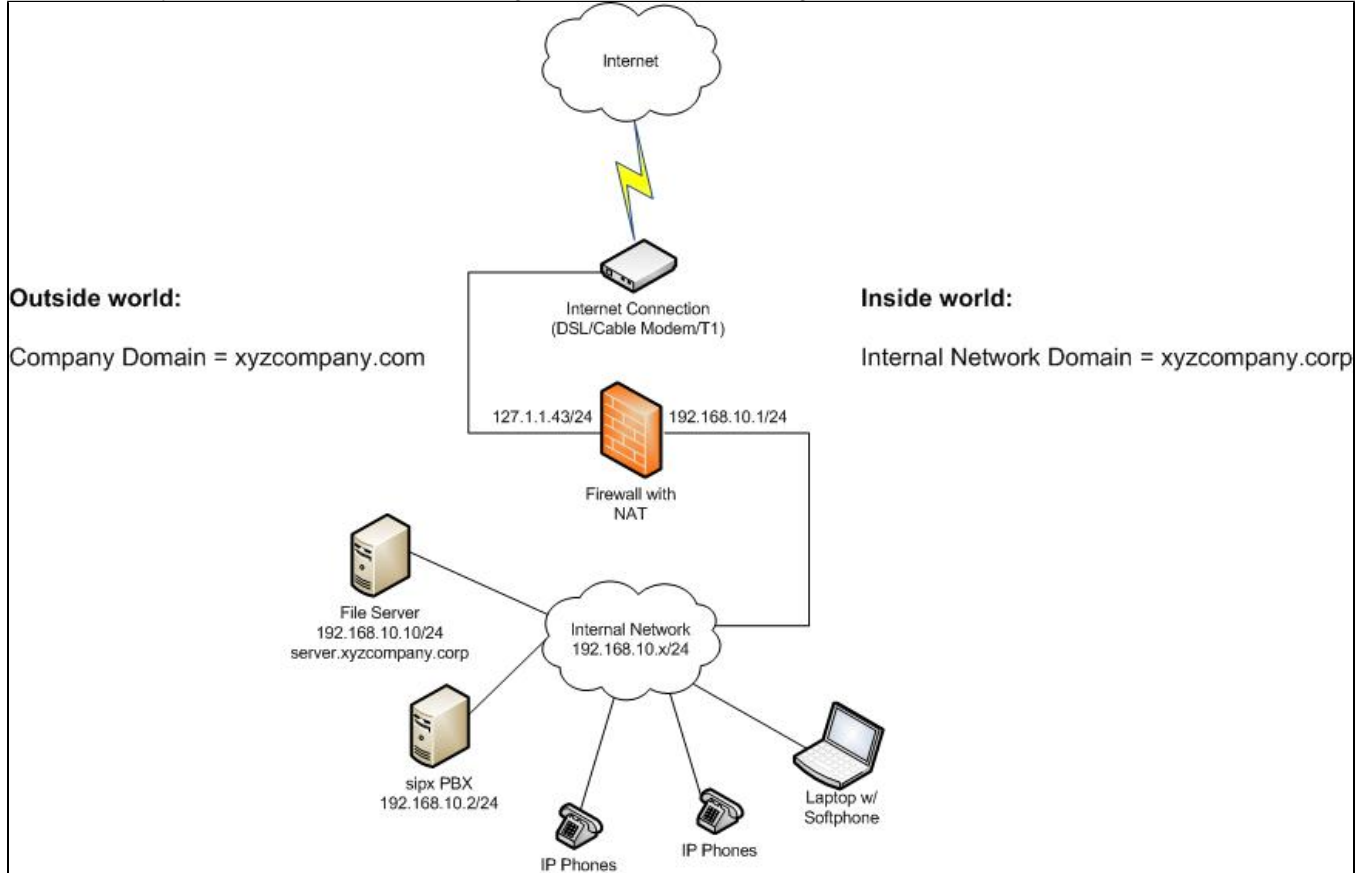 Internet
Internet Connection
(DSL/Cable Modem/T1)
Outside world:
Company Domain = xyzcompany.com
Inside world:
Internal Network Domain = xyzcompany.corp
127.1.1.43/24
192.168.10.1/24
Firewall with
NAT
File Server
192.168.10.10/24
server.xyzcompany.corp
Internal Network
192.168.10.x/24
sipx PBX
192.168.10.2/24
IP Phones
IP Phones
Laptop w/
Softphone